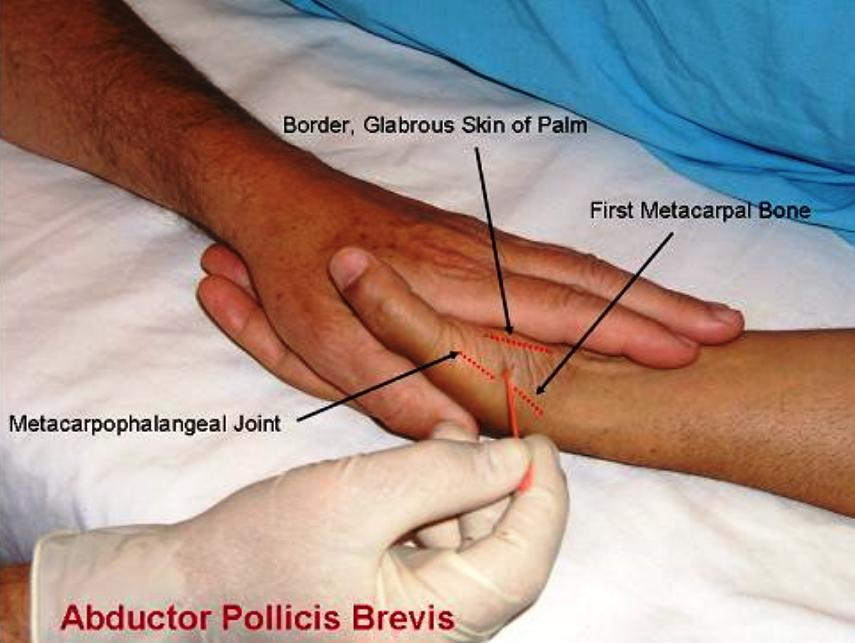 Border, Glabrous Skin of Palm
First Metacarpal Bone
Metacarpophalangeal Joint
Abductor Pollicis Brevis